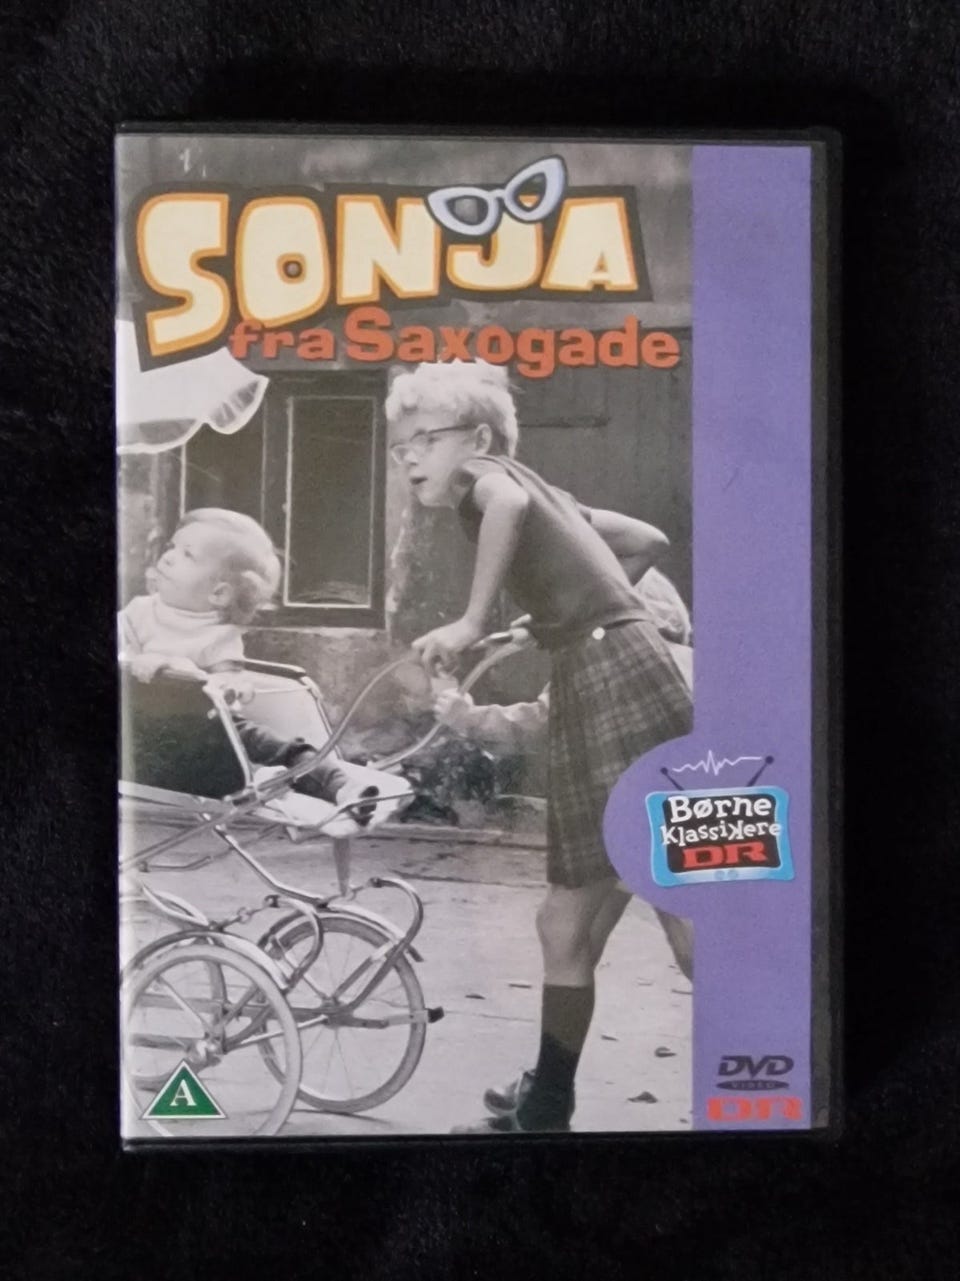 SONJA
fra Saxogade
Børne
Klassikere
DR
A
DVD
VIDEO
DR